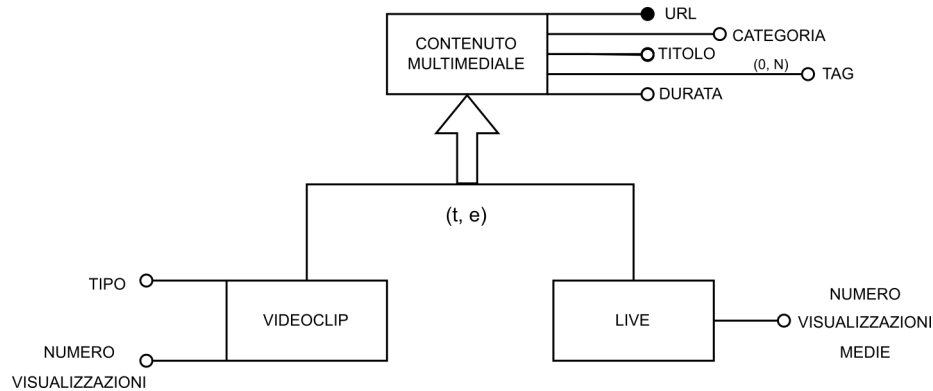 URL
CONTENUTO
MULTIMEDIALE
CATEGORIA
TITOLO
(0, N)
TAG
DURATA
(t, e)
TIPO
VIDEOCLIP
NUMERO
VISUALIZZAZIONI
LIVE
NUMERO
VISUALIZZAZIONI
MEDIE